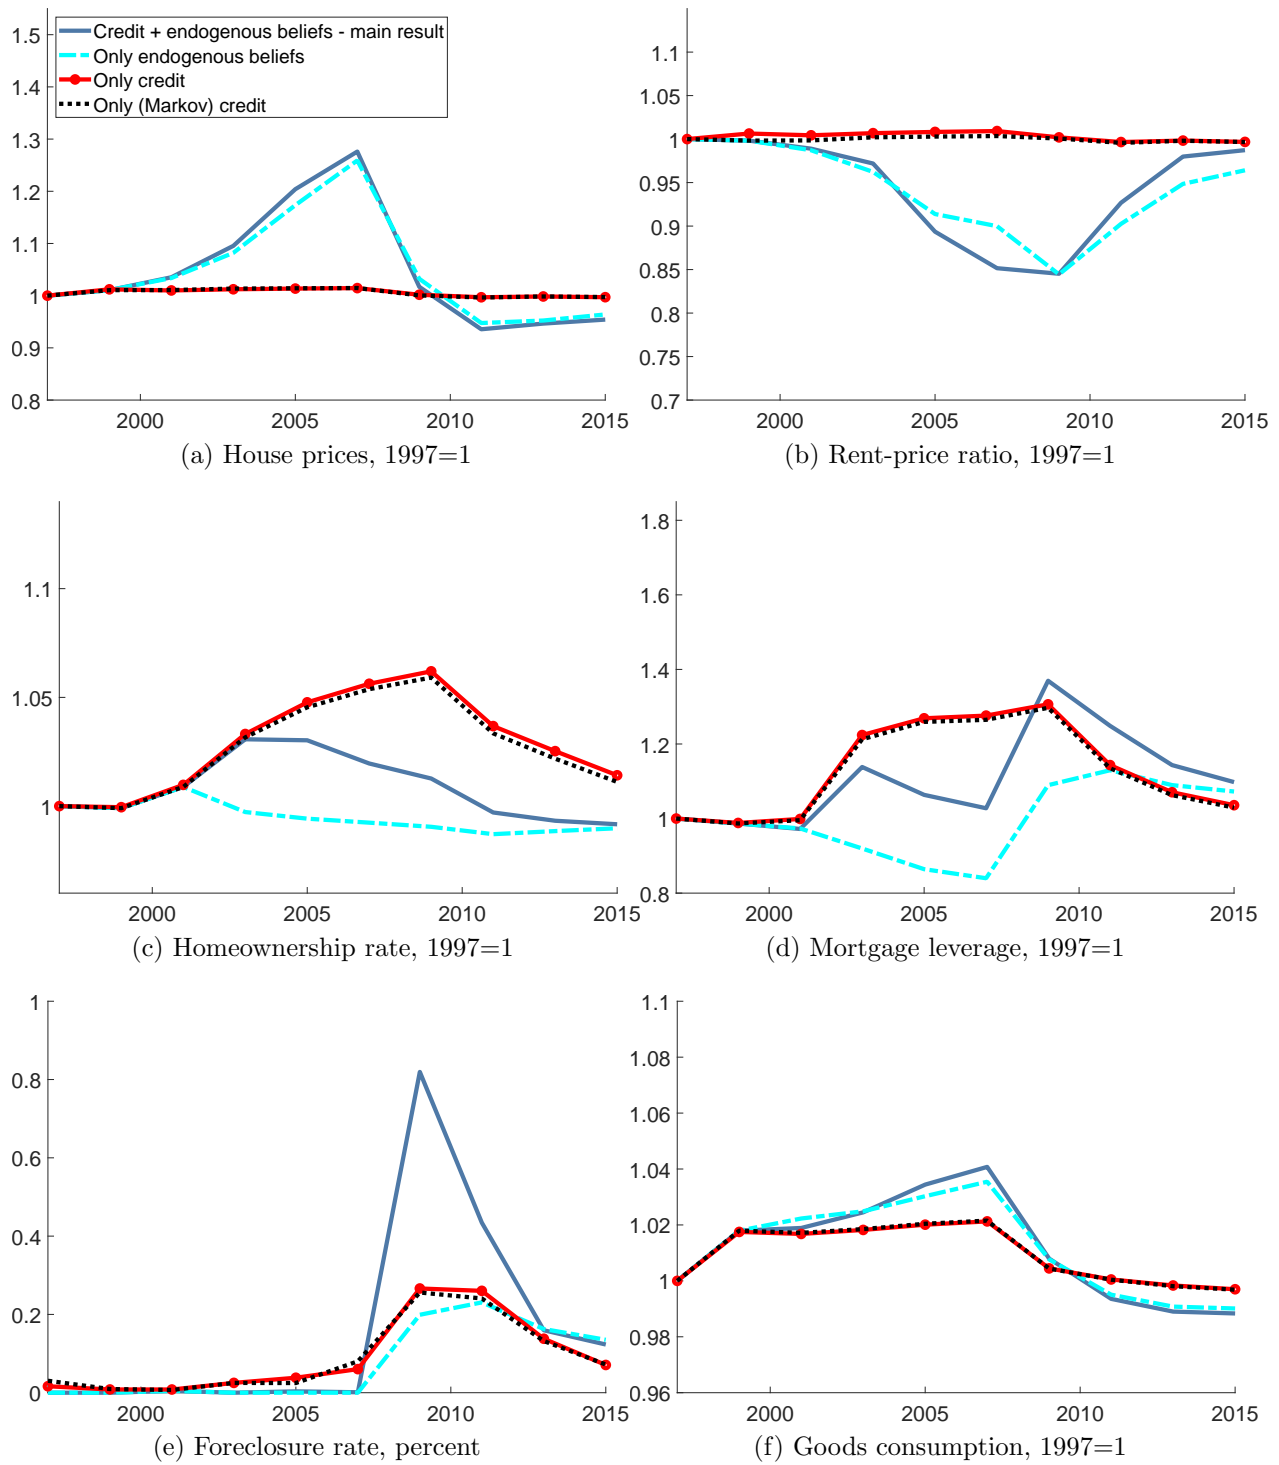 1.5
1.4
1.3
1.2
1.1
1
0.9
0.8
Credit + endogenous beliefs - main result
Only endogenous beliefs
Only credit
Only (Markov) credit
2000 2005 2010 2015
(a) House prices, 1997=1
1.1
1.05
1
0.95
0.9
0.85
0.8
0.75
0.7
2000 2005 2010 2015
(b) Rent-price ratio, 1997=1
1.1
1.05
1
2000 2005 2010 2015
(c) Homeownership rate, 1997=1
1.8
1.6
1.4
1.2
1
0.8
2000 2005 2010 2015
(d) Mortgage leverage, 1997=1
1
0.8
0.6
0.4
0.2
0
2000 2005 2010 2015
(e) Foreclosure rate, percent
1.1
1.08
1.06
1.04
1.02
1
0.98
0.96
2000 2005 2010 2015
(f) Goods consumption, 1997=1